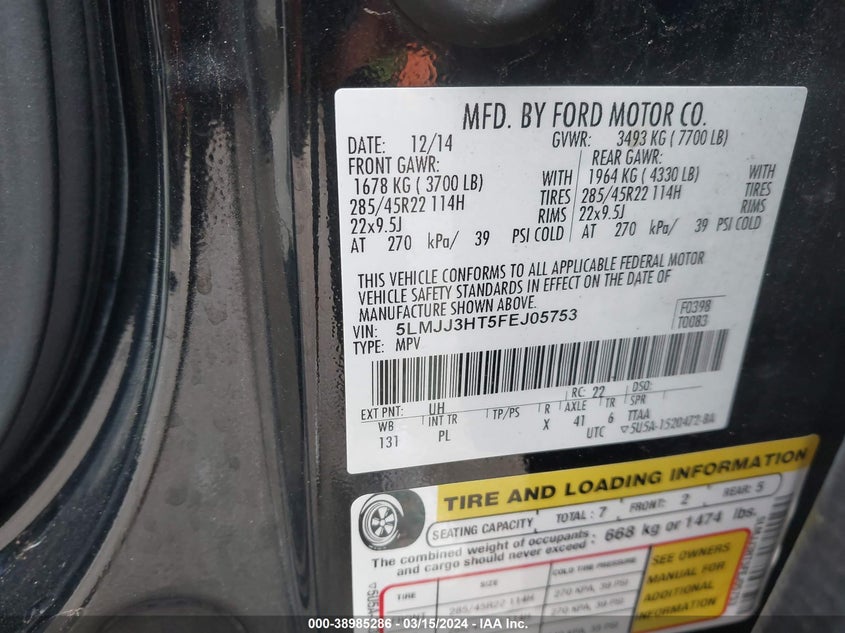 MFD. BY FORD MOTOR CO.
DATE: 12/14 GVWR: 3493 KG ( 7700 LB)
FRONT GAWR: REAR GAWR:
1678 KG ( 3700 LB) WITH 1964 KG ( 4330 LB) WITH
285/45R22 114H TIRES 285/45R22 114H TIRES
22x9.5J RIMS 22x9.5J RIMS
AT 270 kPa/ 39 PSI COLD AT 270 kPa/ 39 PSI COLD
THIS VEHICLE CONFORMS TO ALL APPLICABLE FEDERAL MOTOR
VEHICLE SAFETY STANDARDS IN EFFECT ON THE DATE OF
MANUFACTURE SHOWN ABOVE.
VIN: 5LMJJ3HT5FEJ05753 F0398
TYPE: MPV T0083
EXT PNT: UH RC: 22 DSO:
WB INT TR TP/PS R AXLE TR SPR
131 PL X 41 6 TTAA
UTC ▽5U5A-1520472-BA
TIRE AND LOADING INFORMATION
SEATING CAPACITY TOTAL: 7 FRONT: 2 REAR: 5
The combined weight of occupants
and cargo should never exceed : 668 kg or 1474 lbs.
TIRE SIZE COLD TIRE PRESSURE SEE OWNERS
MANUAL FOR
285/45R22 114H 270 KPA, 39 PSI ADDITIONAL
INFORMATION
000-38985286 - 03/15/2024 - IAA Inc.